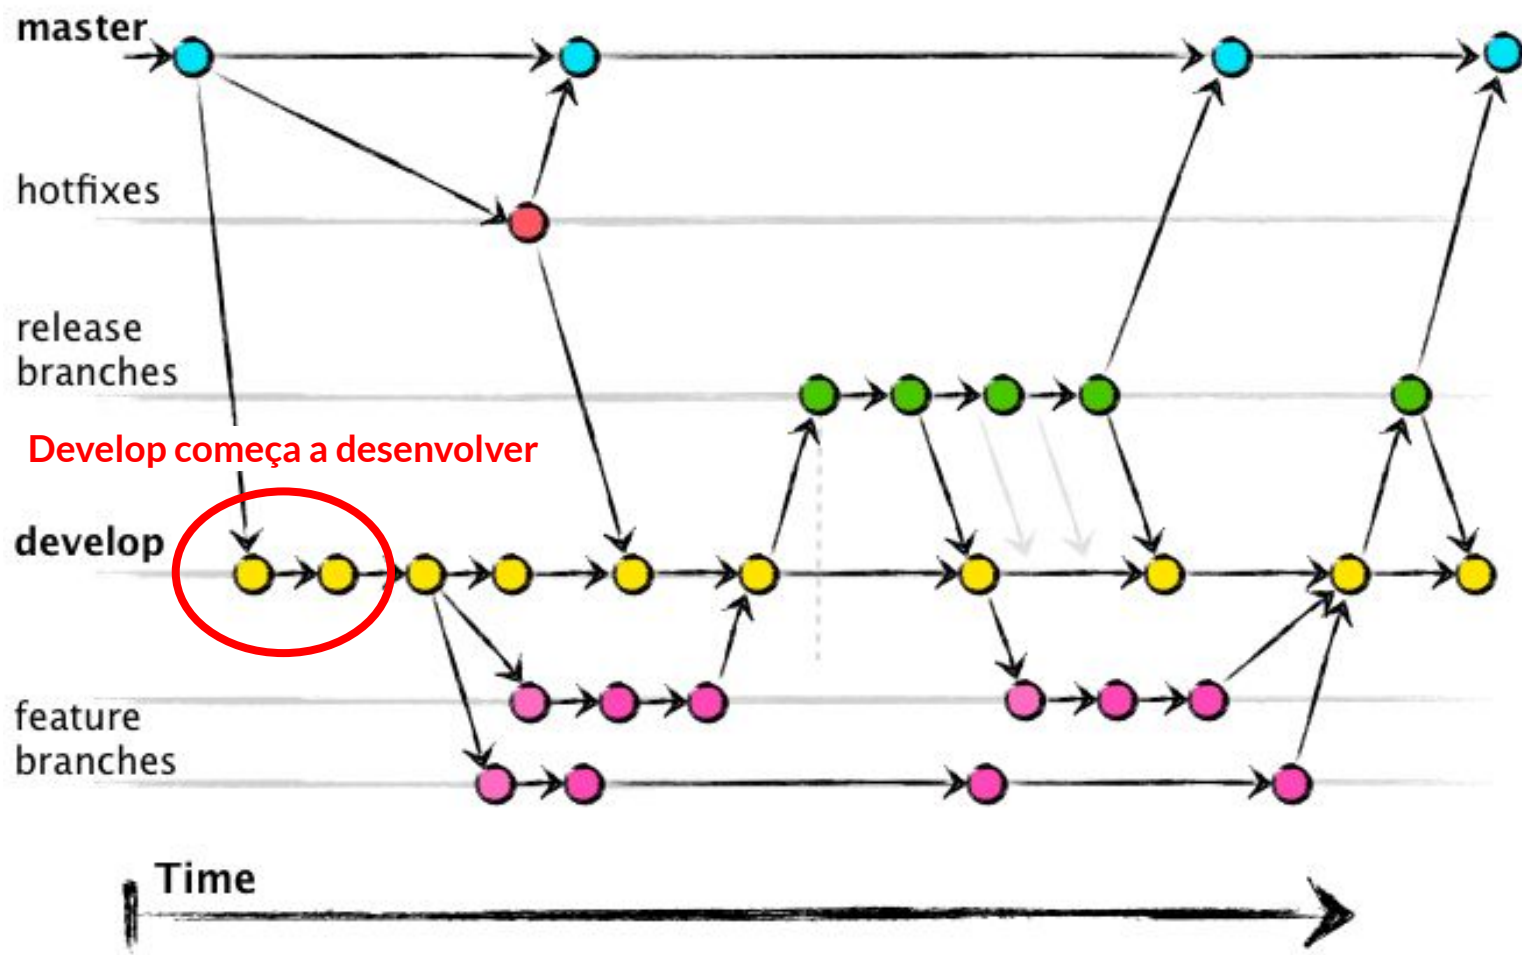 master
hotfixes
release
branches
Develop começa a desenvolver
develop
feature
branches
Time